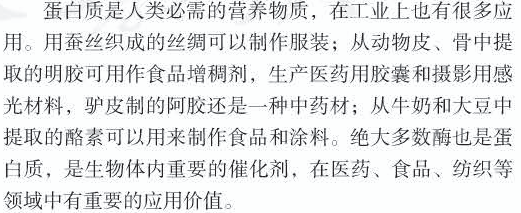 蛋白质是人类必需的营养物质，在工业上也有很多应
用。用蚕丝织成的丝绸可以制作服装；从动物皮、骨中提
取的明胶可用作食品增稠剂，生产医药用胶囊和摄影用感
光材料，驴皮制的阿胶还是一种中药材；从牛奶和大豆中
提取的酪素可以用来制作食品和涂料。绝大多数酶也是蛋
白质，是生物体内重要的催化剂，在医药、食品、纺织等
领域中有重要的应用价值。